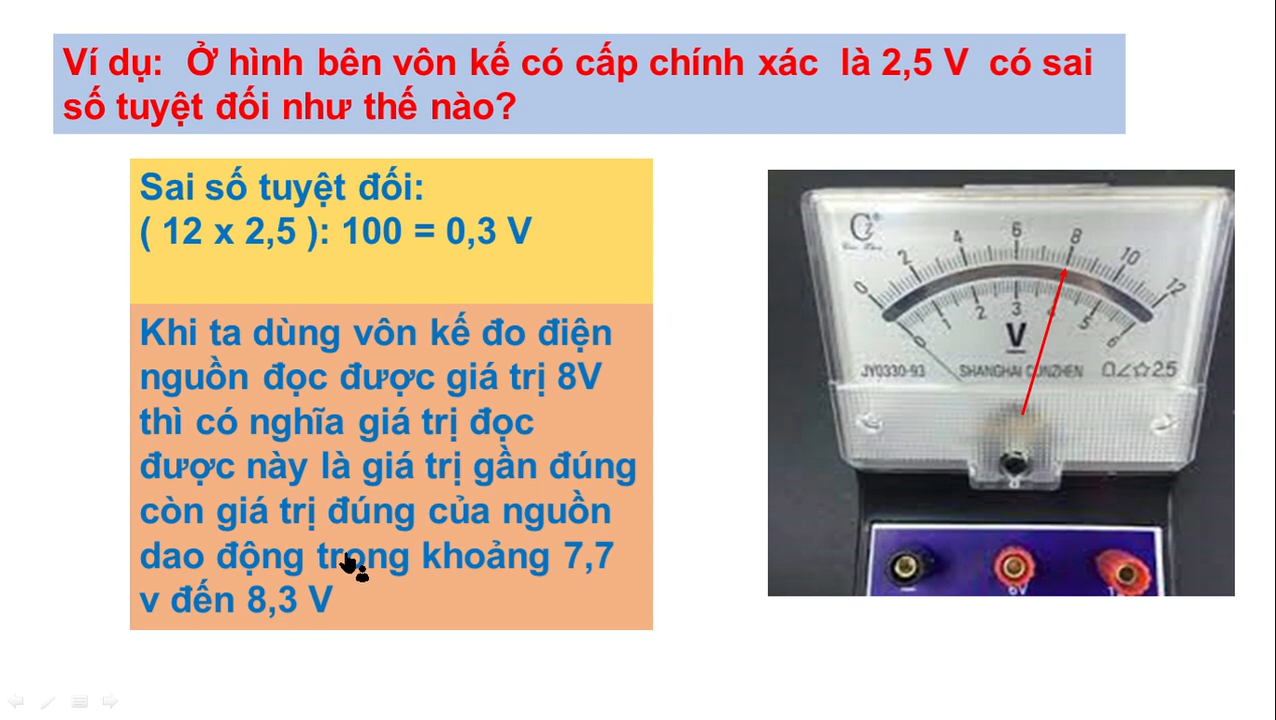 Ví dụ: Ở hình bên vôn kế có cấp chính xác là 2,5 V có sai
số tuyệt đối như thế nào?
Sai số tuyệt đối:
( 12 x 2,5 ): 100 = 0,3 V
Khi ta dùng vôn kế đo điện
nguồn đọc được giá trị 8V
thì có nghĩa giá trị đọc
được này là giá trị gần đúng
còn giá trị đúng của nguồn
dao động trong khoảng 7,7
v đến 8,3 V
0 2 4 6 8 10 12
0 1 2 3 4 5 6
V
JY0330-93 SHANGHAI CUNZHEN 2.5
6V